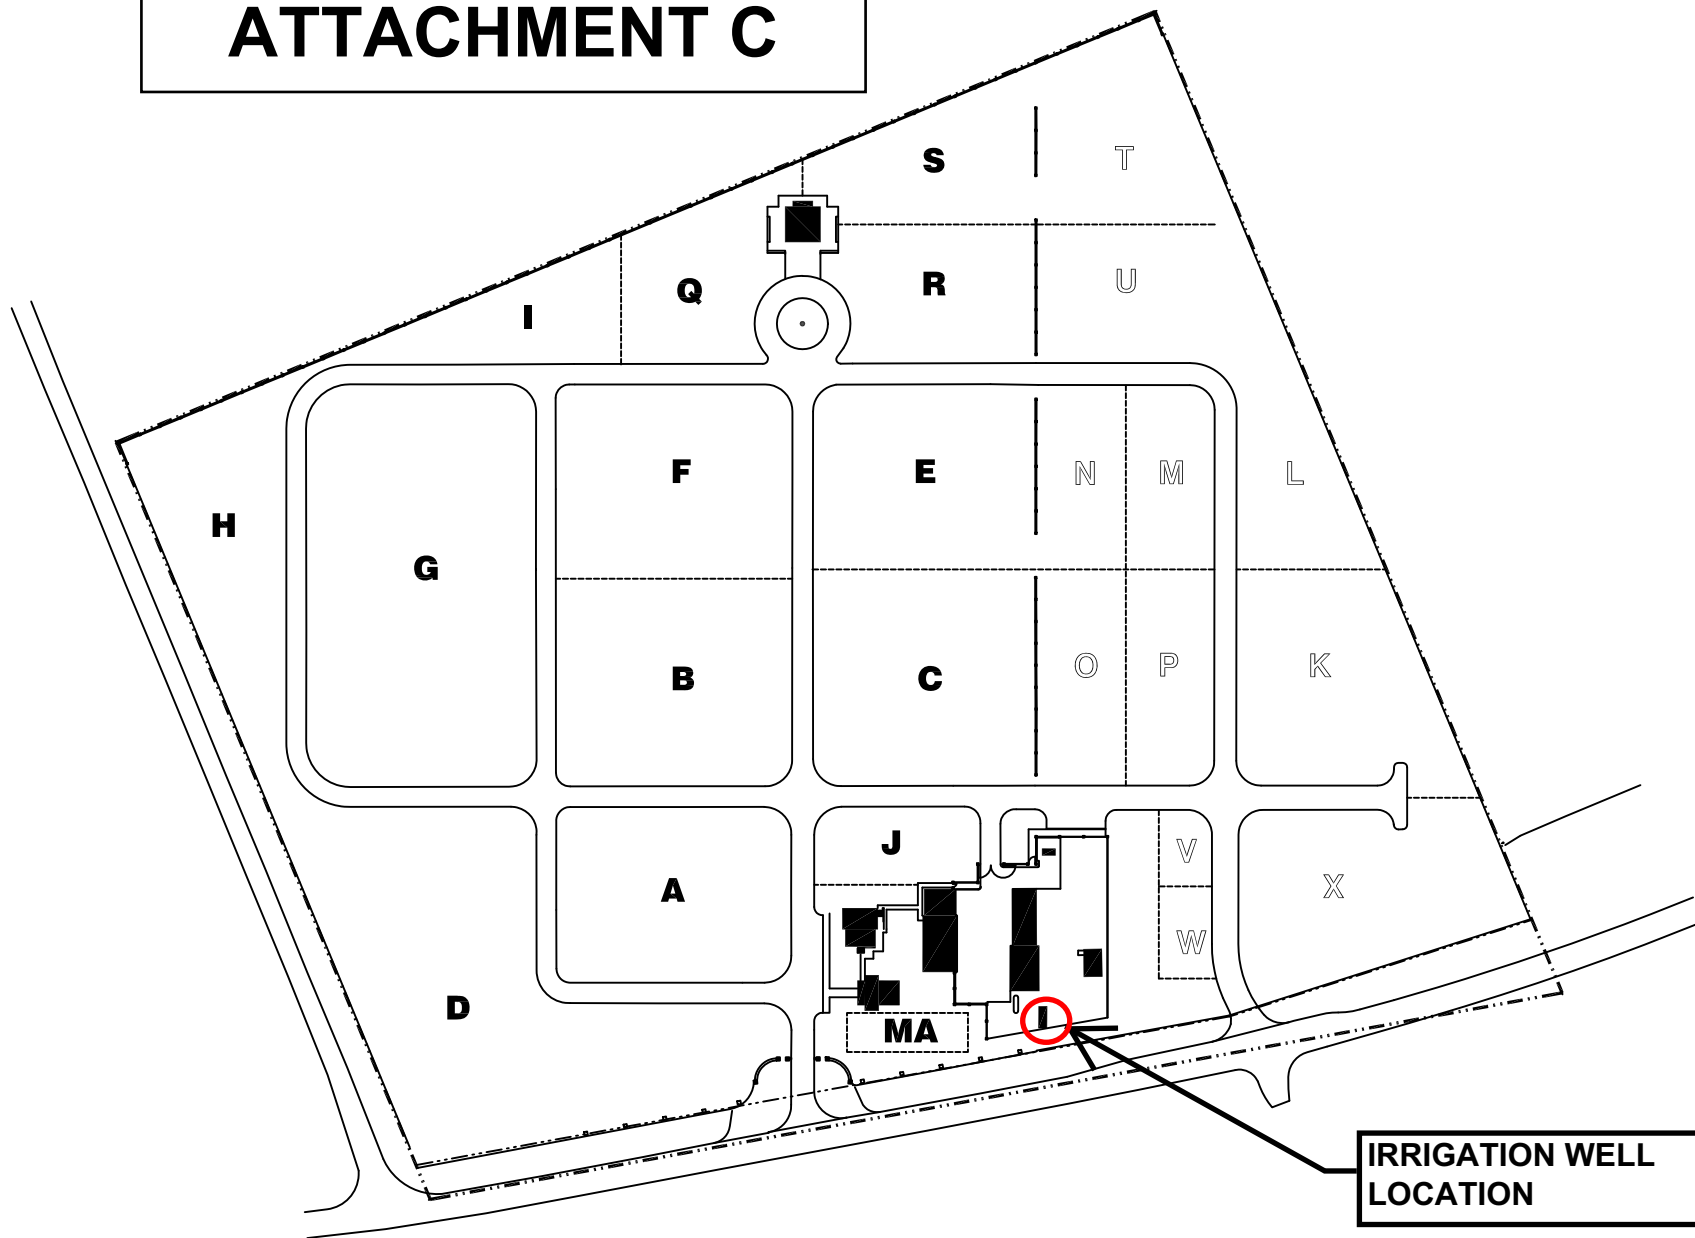 ATTACHMENT C
S
T
Q
R
U
I
F
E
N
M
L
H
G
B
C
O
P
K
J
V
A
X
W
D
MA
IRRIGATION WELL
LOCATION